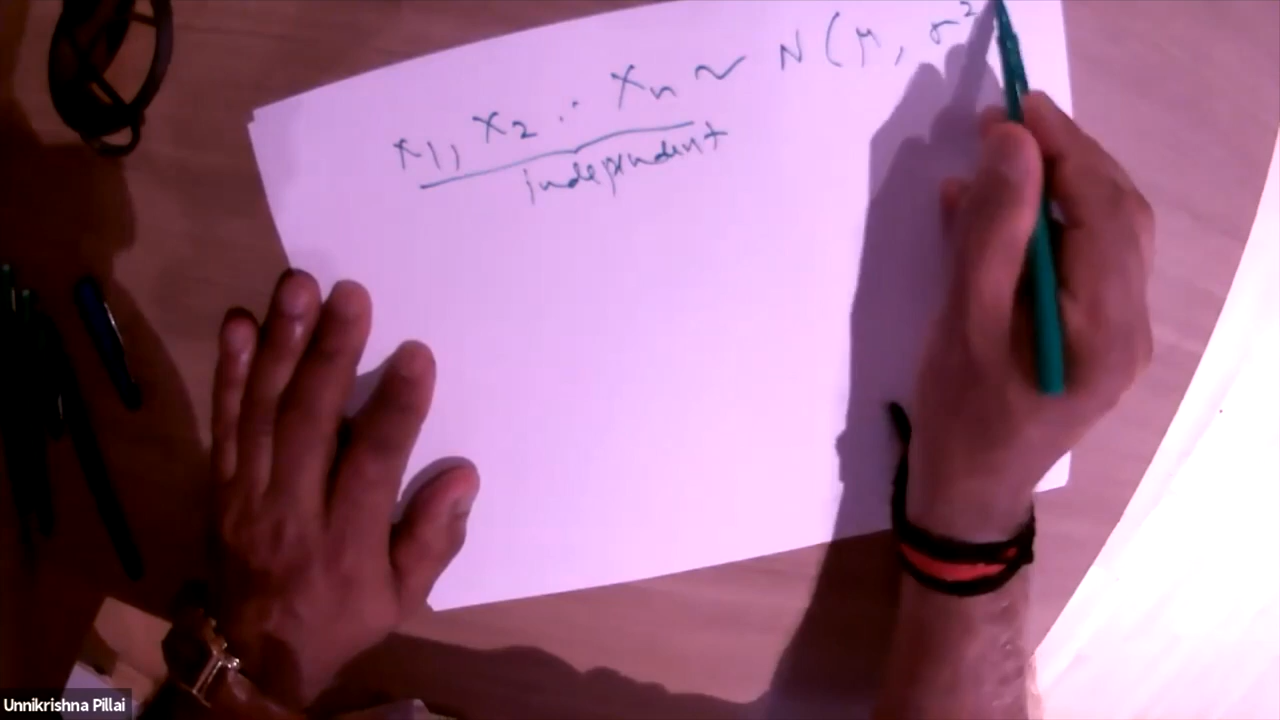 x1, x2 .. xn ~ N(μ, σ²
independent
Unnikrishna Pillai